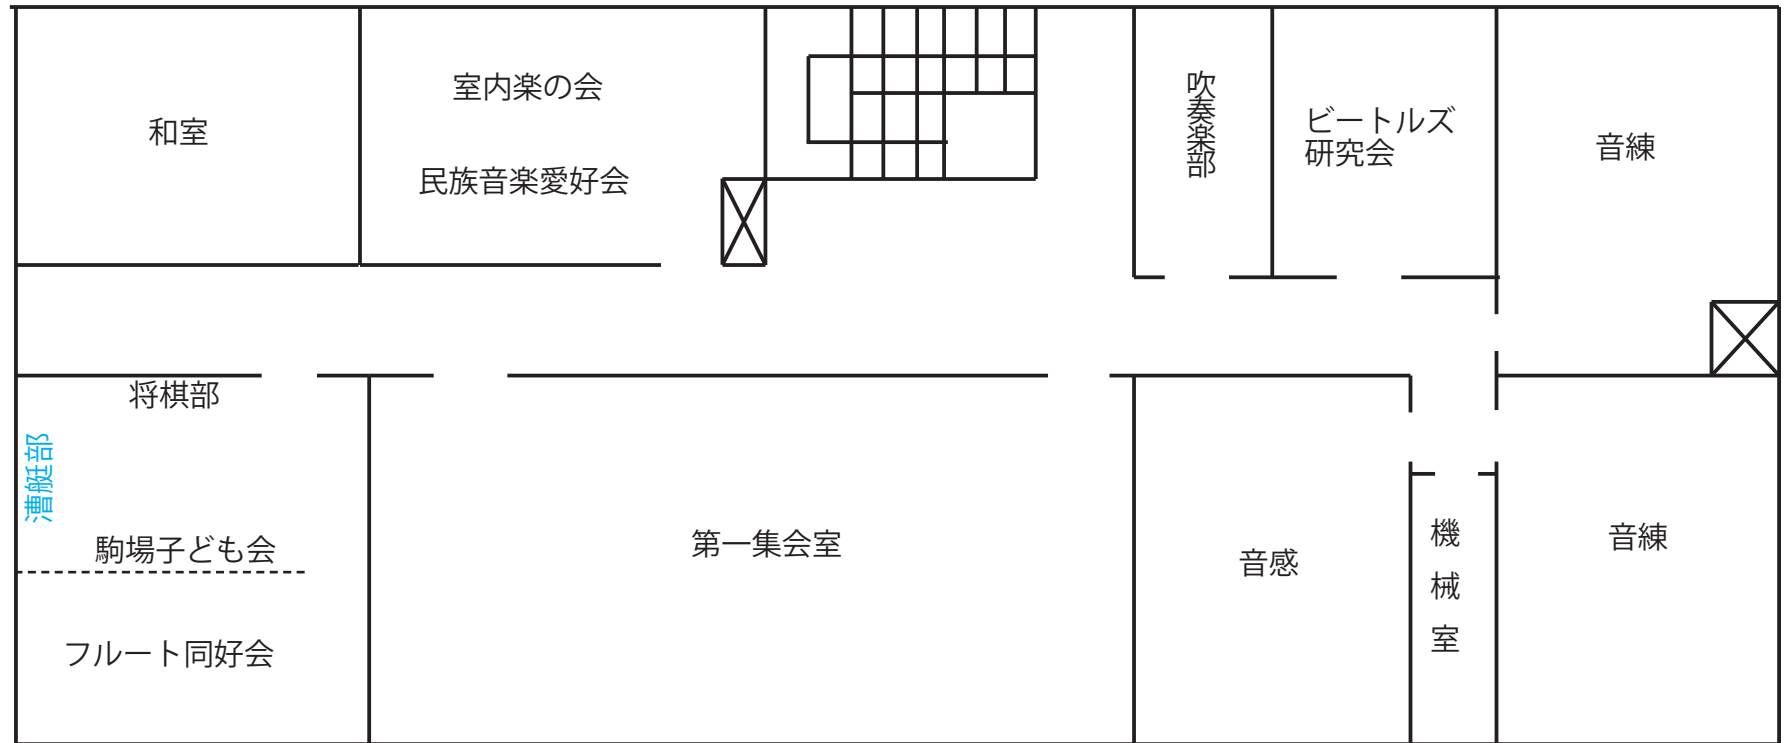 和室
室内楽の会
民族音楽愛好会
吹奏楽部
ビートルズ
研究会
音練
将棋部
漕艇部
駒場子ども会
フルート同好会
第一集会室
音感
機械室
音練